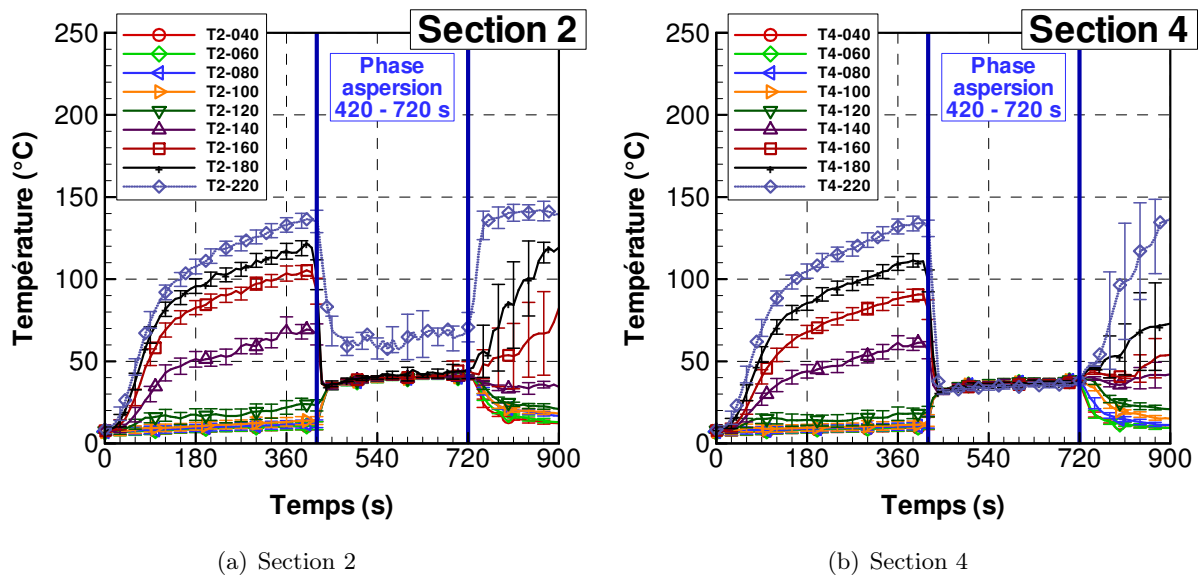 Section 2
250
200
150
100
50
0
Température (°C)
T2-040
T2-060
T2-080
T2-100
T2-120
T2-140
T2-160
T2-180
T2-220
Phase
aspersion
420 - 720 s
0 180 360 540 720 900
Temps (s)
(a) Section 2
Section 4
250
200
150
100
50
0
Température (°C)
T4-040
T4-060
T4-080
T4-100
T4-120
T4-140
T4-160
T4-180
T4-220
Phase
aspersion
420 - 720 s
0 180 360 540 720 900
Temps (s)
(b) Section 4